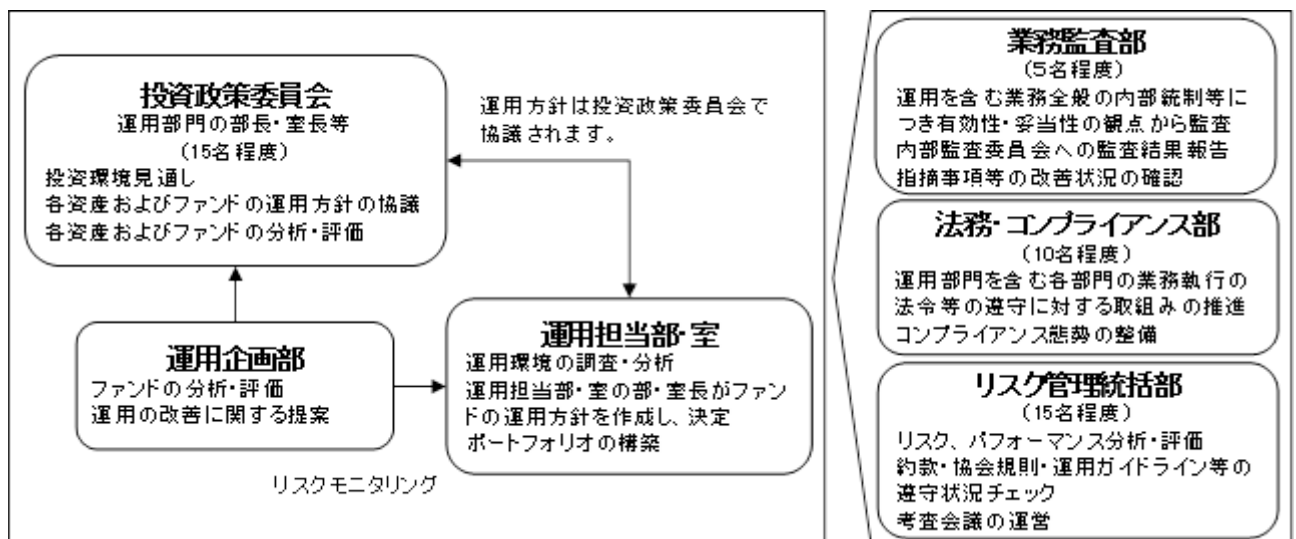 投資政策委員会
運用部門の部長・室長等
(15名程度)
投資環境見通し
各資産およびファンドの運用方針の協議
各資産およびファンドの分析・評価
運用方針は投資政策委員会で
協議されます。
運用企画部
ファンドの分析・評価
運用の改善に関する提案
運用担当部・室
運用環境の調査・分析
運用担当部・室の部・室長がファン
ドの運用方針を作成し、決定
ポートフォリオの構築
リスクモニタリング
業務監査部
(5名程度)
運用を含む業務全般の内部統制等に
つき有効性・妥当性の観点から監査
内部監査委員会への監査結果報告
指摘事項等の改善状況の確認
法務・コンプライアンス部
(10名程度)
運用部門を含む各部門の業務執行の
法令等の遵守に対する取組みの推進
コンプライアンス態勢の整備
リスク管理統括部
(15名程度)
リスク、パフォーマンス分析・評価
約款・協会規則・運用ガイドライン等の
遵守状況チェック
考査会議の運営